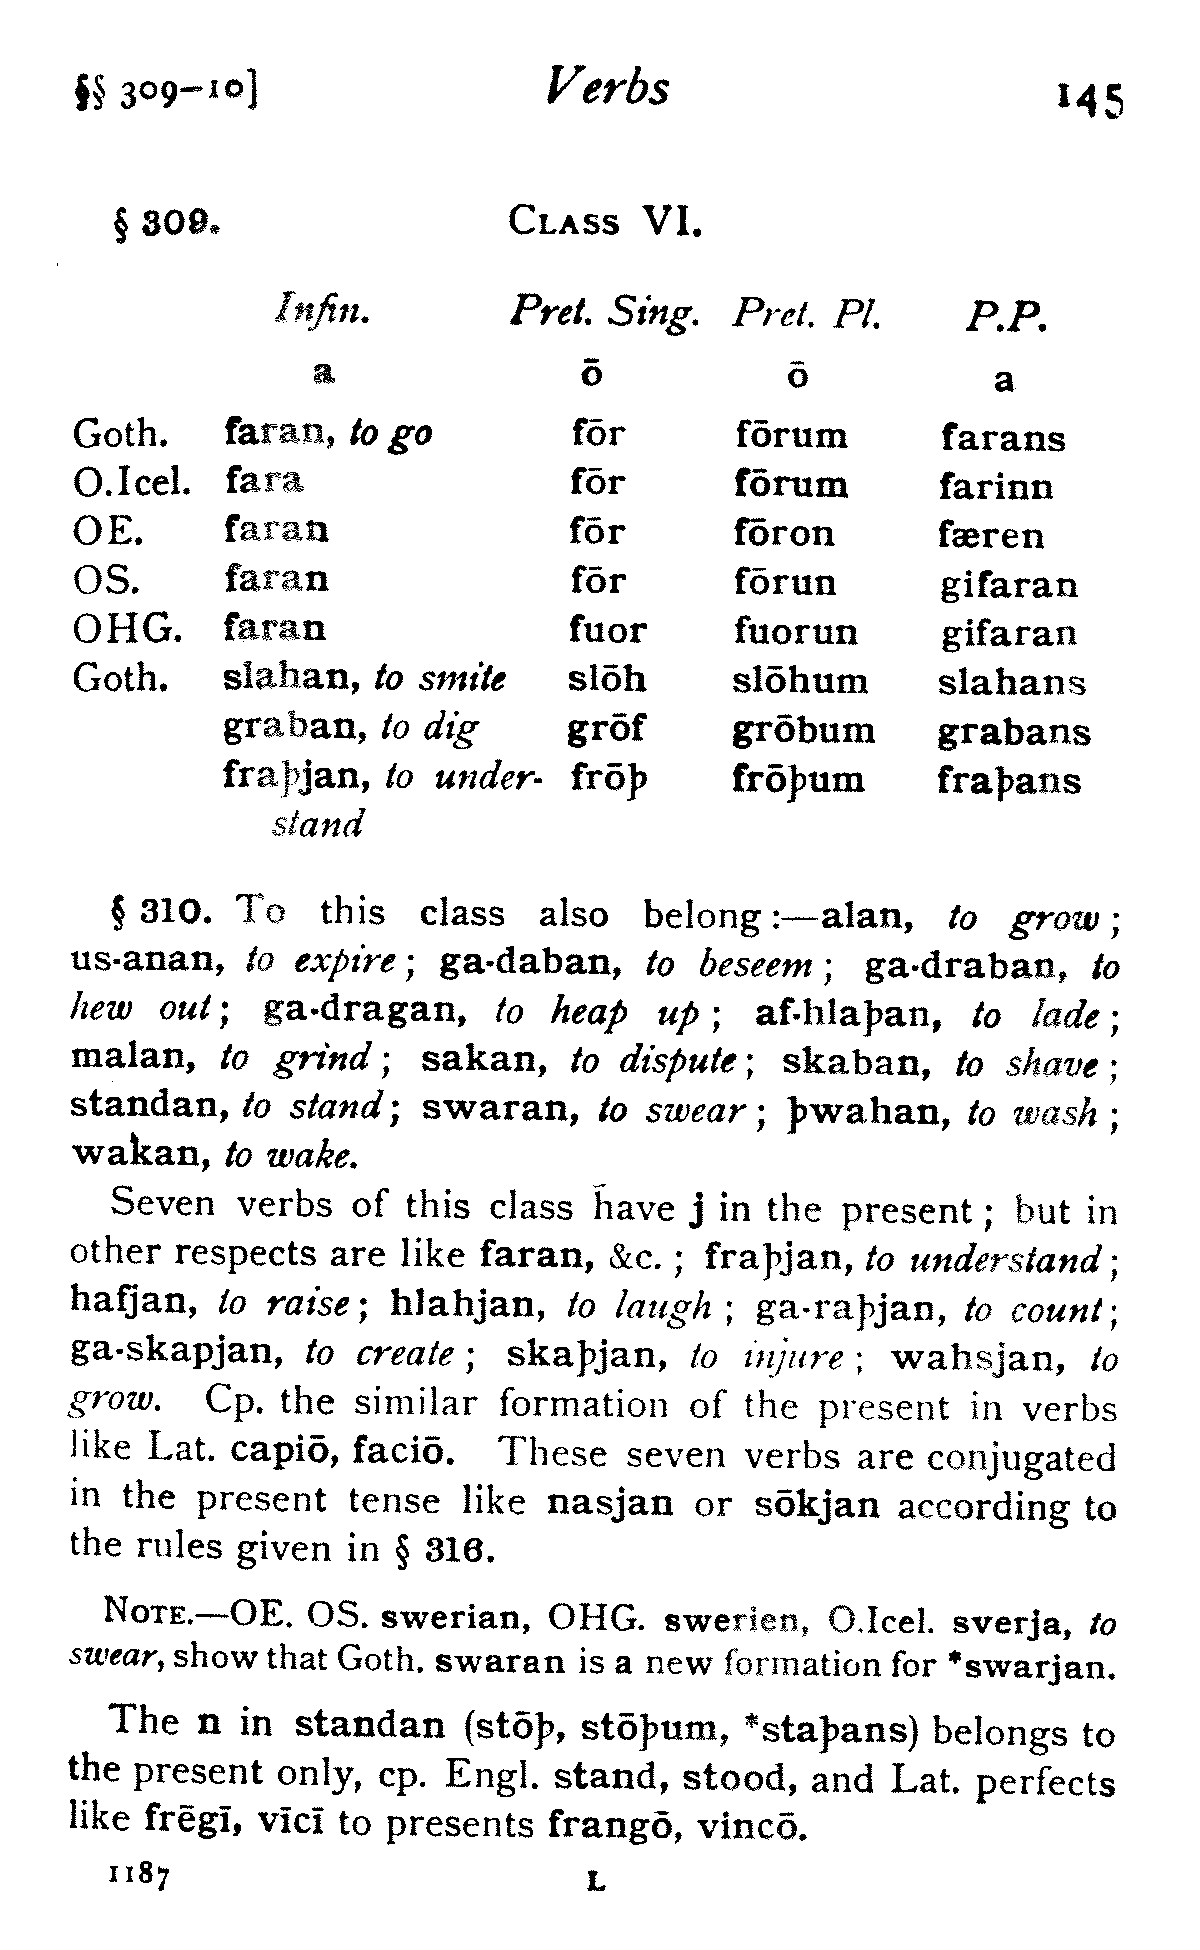 §§ 309–10] Verbs 145
§ 309. CLASS VI.
Infin. Pret. Sing. Pret. Pl. P.P.
a ō ō a
Goth. faran, to go fōr fōrum farans
O.Icel. fara fōr fōrum farinn
OE. faran fōr fōron færen
OS. faran fōr fōrun gifaran
OHG. faran fuor fuorun gifaran
Goth. slahan, to smite slōh slōhum slahans
graban, to dig grōf grōbum grabans
fraþjan, to under- frōþ frōþum fraþans
stand
§ 310. To this class also belong:—alan, to grow;
us-anan, to expire; ga-daban, to beseem; ga-draban, to
hew out; ga-dragan, to heap up; af-hlaþan, to lade;
malan, to grind; sakan, to dispute; skaban, to shave;
standan, to stand; swaran, to swear; þwahan, to wash;
wakan, to wake.
Seven verbs of this class have j in the present; but in
other respects are like faran, &c.; fraþjan, to understand;
hafjan, to raise; hlahjan, to laugh; ga-raþjan, to count;
ga-skapjan, to create; skaþjan, to injure; wahsjan, to
grow. Cp. the similar formation of the present in verbs
like Lat. capiō, faciō. These seven verbs are conjugated
in the present tense like nasjan or sōkjan according to
the rules given in § 316.
NOTE.—OE. OS. swerian, OHG. swerien, O.Icel. sverja, to
swear, show that Goth. swaran is a new formation for *swarjan.
The n in standan (stōþ, stōþum, *staþans) belongs to
the present only, cp. Engl. stand, stood, and Lat. perfects
like frēgī, vīcī to presents frangō, vincō.
1187 L